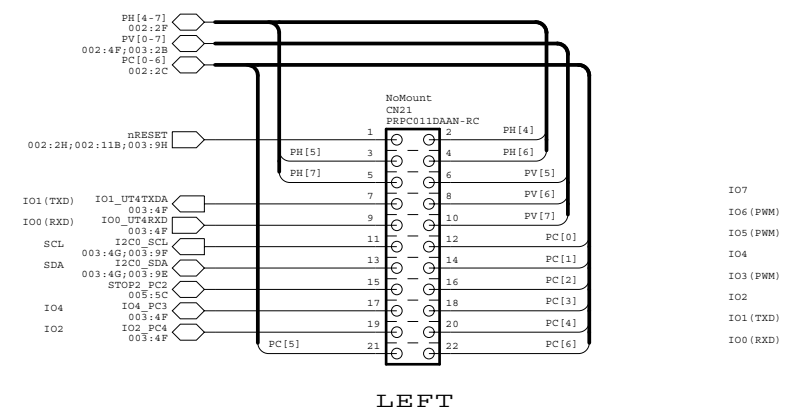 PH[4-7]
002:2F
PV[0-7]
002:4F;003:2B
PC[0-6]
002:2C
NoMount
CN21
PRPC011DAAN-RC
nRESET
002:2H;002:11B;003:9H
1
2
PH[4]
PH[5]
3
4
PH[6]
PH[7]
5
6
PV[5]
IO7
IO1(TXD)
IO1_UT4TXDA
003:4F
7
8
PV[6]
IO6(PWM)
IO0(RXD)
IO0_UT4RXD
003:4F
9
10
PV[7]
IO5(PWM)
SCL
I2C0_SCL
003:4G;003:9F
11
12
PC[0]
IO4
SDA
I2C0_SDA
003:4G;003:9E
13
14
PC[1]
IO3(PWM)
STOP2_PC2
005:5C
15
16
PC[2]
IO2
IO4
IO4_PC3
003:4F
17
18
PC[3]
IO1(TXD)
IO2
IO2_PC4
003:4F
19
20
PC[4]
IO0(RXD)
PC[5]
21
22
PC[6]
LEFT